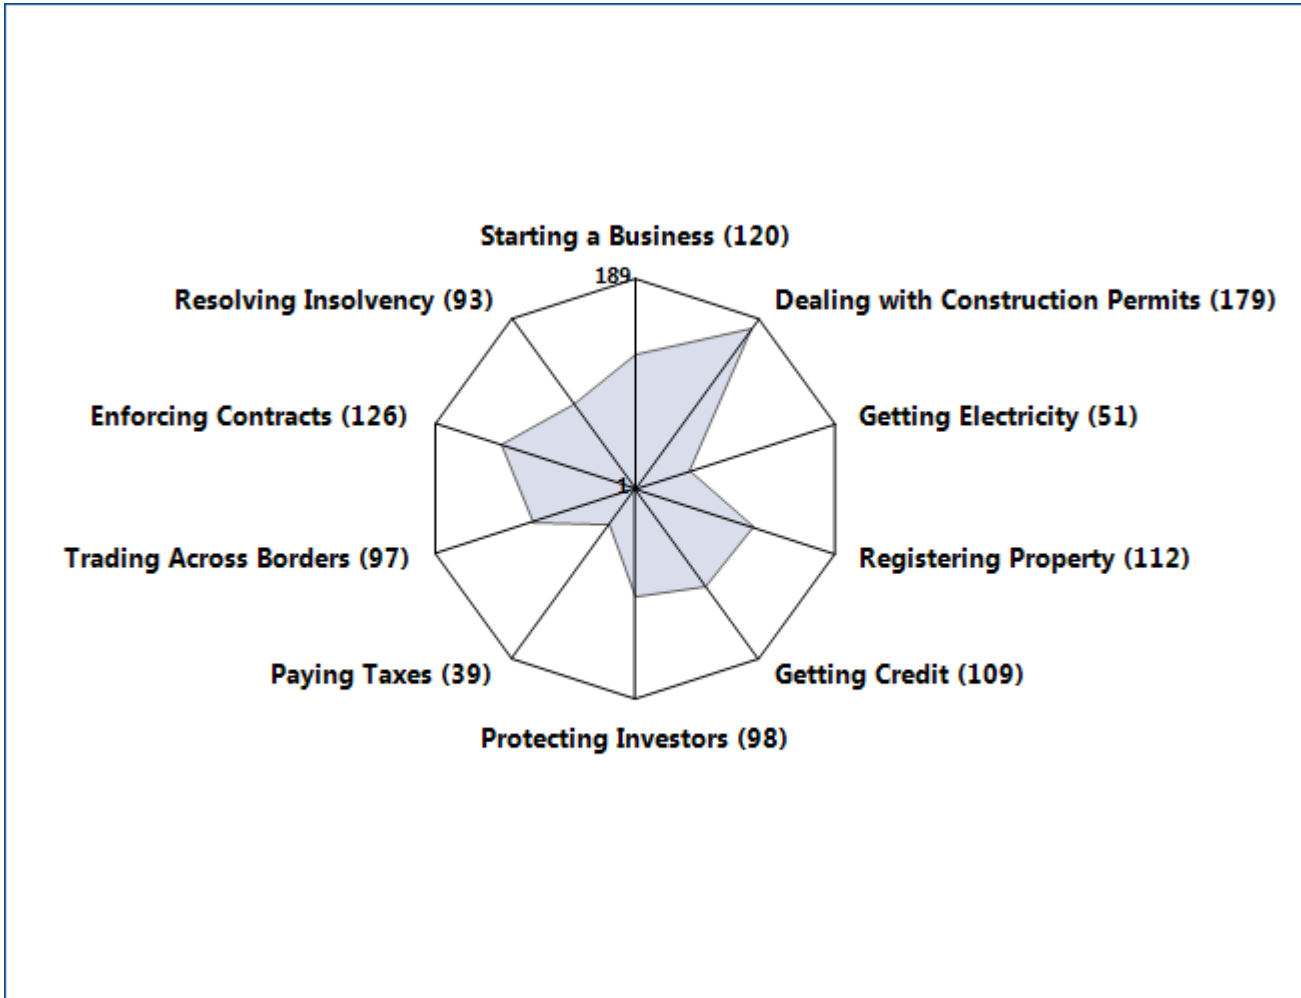 Starting a Business (120)
189
Resolving Insolvency (93)
Dealing with Construction Permits (179)
Enforcing Contracts (126)
Getting Electricity (51)
1
Trading Across Borders (97)
Registering Property (112)
Paying Taxes (39)
Getting Credit (109)
Protecting Investors (98)